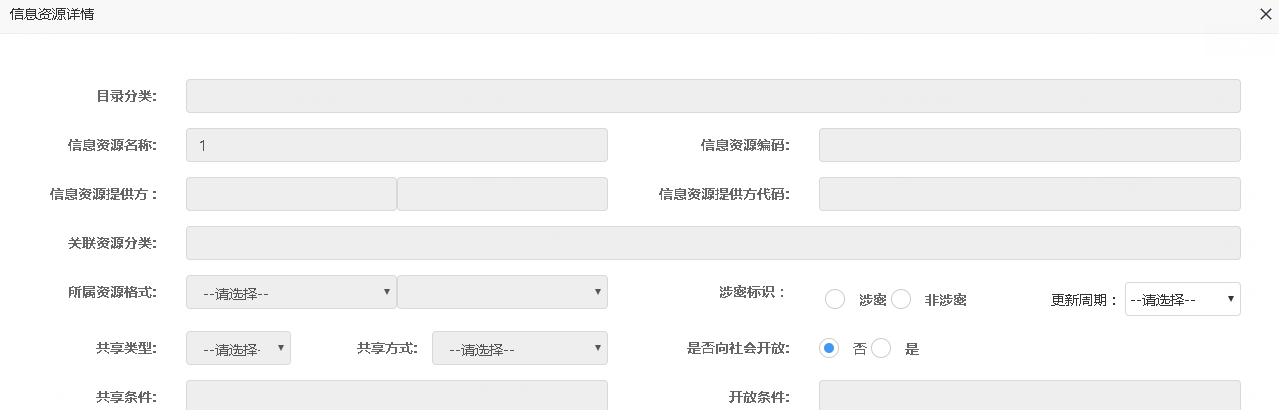 信息资源详情
目录分类:
信息资源名称: 1 信息资源编码:
信息资源提供方： 信息资源提供方代码:
关联资源分类:
所属资源格式: --请选择-- 涉密标识： 涉密 非涉密 更新周期： --请选择--
共享类型: --请选择- 共享方式: --请选择-- 是否向社会开放: 否 是
共享条件: 开放条件: